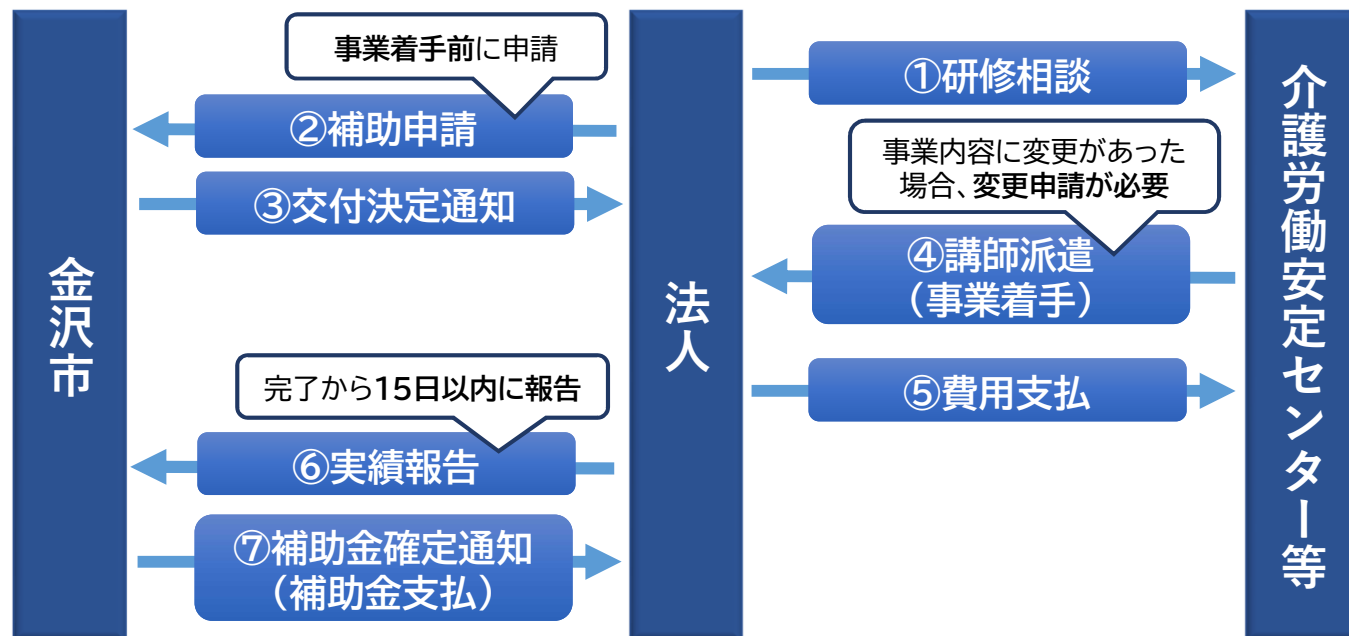 金沢市
事業着手前に申請
②補助申請
③交付決定通知
完了から15日以内に報告
⑥実績報告
⑦補助金確定通知
(補助金支払)
法人
①研修相談
事業内容に変更があった
場合、変更申請が必要
④講師派遣
(事業着手)
⑤費用支払
介護労働安定センター等